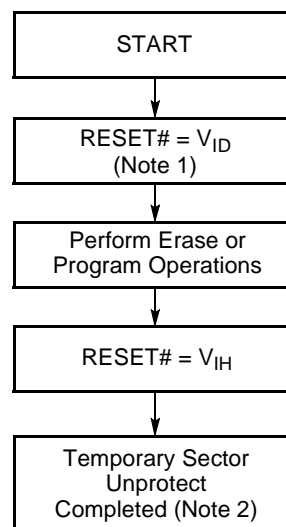 START
RESET# = VID
(Note 1)
Perform Erase or
Program Operations
RESET# = VIH
Temporary Sector
Unprotect
Completed (Note 2)